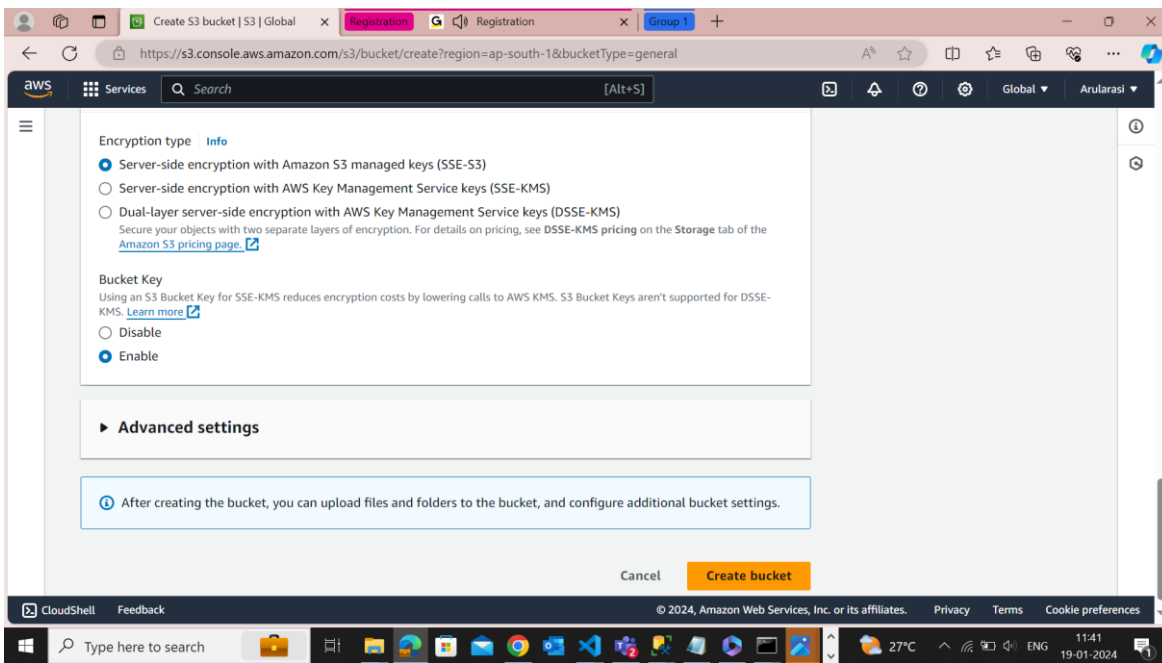 Create S3 bucket | S3 | Global
Registration
G
Registration
Group 1
https://s3.console.aws.amazon.com/s3/bucket/create?region=ap-south-1&bucketType=general
aws
Services
Search
[Alt+S]
Global
Arularasi
Encryption type
Info
Server-side encryption with Amazon S3 managed keys (SSE-S3)
Server-side encryption with AWS Key Management Service keys (SSE-KMS)
Dual-layer server-side encryption with AWS Key Management Service keys (DSSE-KMS)
Secure your objects with two separate layers of encryption. For details on pricing, see DSSE-KMS pricing on the Storage tab of the
Amazon S3 pricing page.
Bucket Key
Using an S3 Bucket Key for SSE-KMS reduces encryption costs by lowering calls to AWS KMS. S3 Bucket Keys aren't supported for DSSE-
KMS. Learn more
Disable
Enable
Advanced settings
After creating the bucket, you can upload files and folders to the bucket, and configure additional bucket settings.
Cancel
Create bucket
CloudShell
Feedback
© 2024, Amazon Web Services, Inc. or its affiliates.
Privacy
Terms
Cookie preferences
Type here to search
27°C
ENG
11:41
19-01-2024
1